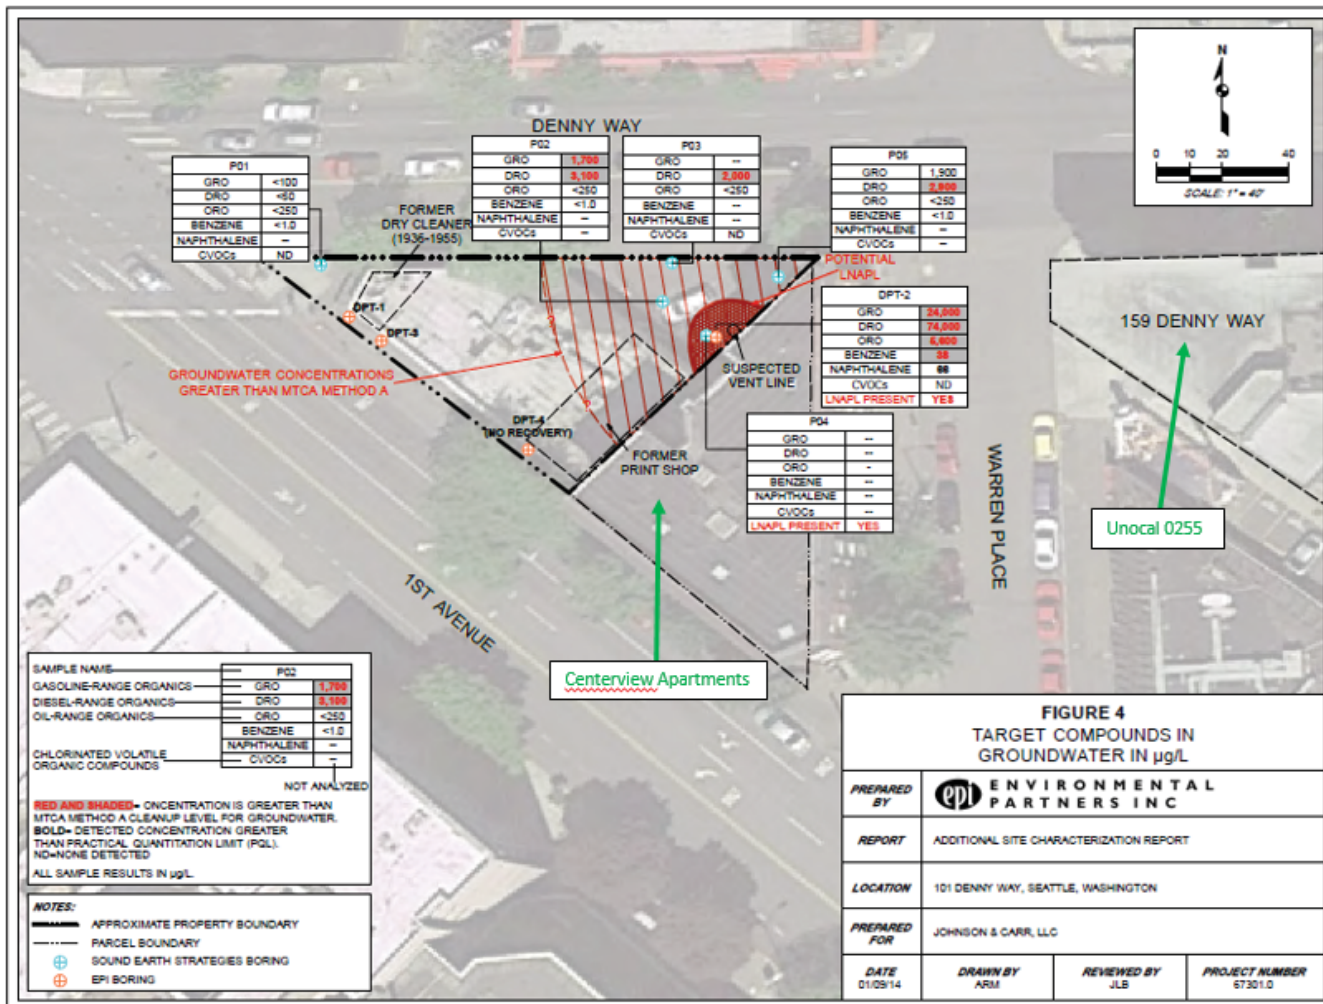 N
0 10 20 40
SCALE: 1" = 40'
DENNY WAY
P01
GRO <100
DRO <50
ORO <250
BENZENE <1.0
NAPHTHALENE --
CVOCs ND
FORMER
DRY CLEANER
(1936-1955)
P02
GRO 1,700
DRO 3,100
ORO <250
BENZENE <1.0
NAPHTHALENE --
CVOCs --
P03
GRO --
DRO 2,000
ORO <250
BENZENE --
NAPHTHALENE --
CVOCs ND
P05
GRO 1,900
DRO 2,900
ORO <250
BENZENE <1.0
NAPHTHALENE --
CVOCs --
POTENTIAL
LNAPL
DPT-1
DPT-3
GROUNDWATER CONCENTRATIONS
GREATER THAN MTCA METHOD A
SUSPECTED
VENT LINE
DPT-2
GRO 24,000
DRO 74,000
ORO 6,600
BENZENE 38
NAPHTHALENE 66
CVOCs ND
LNAPL PRESENT YES
159 DENNY WAY
DPT-4
(NO RECOVERY)
FORMER
PRINT SHOP
P04
GRO --
DRO --
ORO -
BENZENE --
NAPHTHALENE --
CVOCs --
LNAPL PRESENT YES
WARREN PLACE
Unocal 0255
1ST AVENUE
Centerview Apartments
SAMPLE NAME
GASOLINE-RANGE ORGANICS
DIESEL-RANGE ORGANICS
OIL-RANGE ORGANICS
CHLORINATED VOLATILE
ORGANIC COMPOUNDS
P02
GRO 1,700
DRO 3,100
ORO <250
BENZENE <1.0
NAPHTHALENE --
CVOCs --
NOT ANALYZED
RED AND SHADED= ONCENTRATION IS GREATER THAN
MTCA METHOD A CLEANUP LEVEL FOR GROUNDWATER.
BOLD= DETECTED CONCENTRATION GREATER
THAN PRACTICAL QUANTITATION LIMIT (PQL).
ND=NONE DETECTED
ALL SAMPLE RESULTS IN µg/L.
NOTES:
APPROXIMATE PROPERTY BOUNDARY
PARCEL BOUNDARY
SOUND EARTH STRATEGIES BORING
EPI BORING
FIGURE 4
TARGET COMPOUNDS IN
GROUNDWATER IN µg/L
PREPARED BY
epi ENVIRONMENTAL
PARTNERS INC
REPORT ADDITIONAL SITE CHARACTERIZATION REPORT
LOCATION 101 DENNY WAY, SEATTLE, WASHINGTON
PREPARED FOR JOHNSON & CARR, LLC
DATE 01/09/14
DRAWN BY ARM
REVIEWED BY JLB
PROJECT NUMBER 67301.0